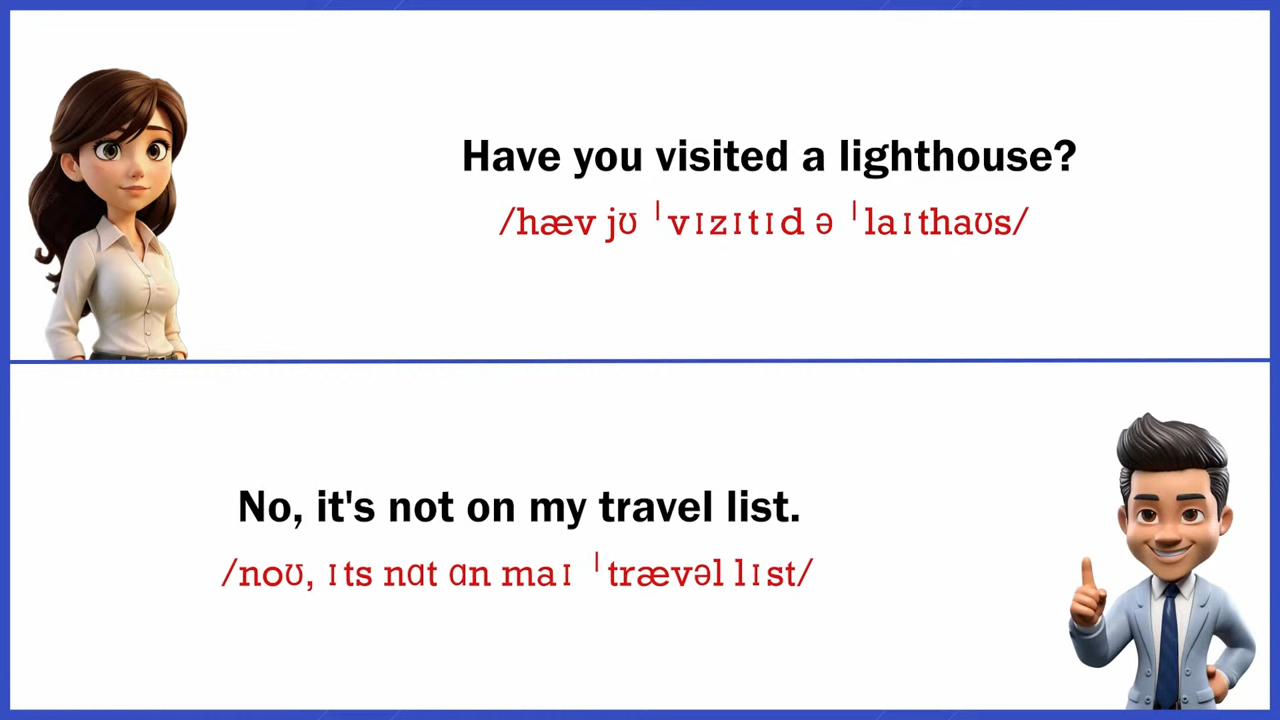 Have you visited a lighthouse?
/hæv jʊ ˈvɪzɪtɪd ə ˈlaɪthaʊs/
No, it's not on my travel list.
/noʊ, ɪts nɑt ɑn maɪ ˈtrævəl lɪst/